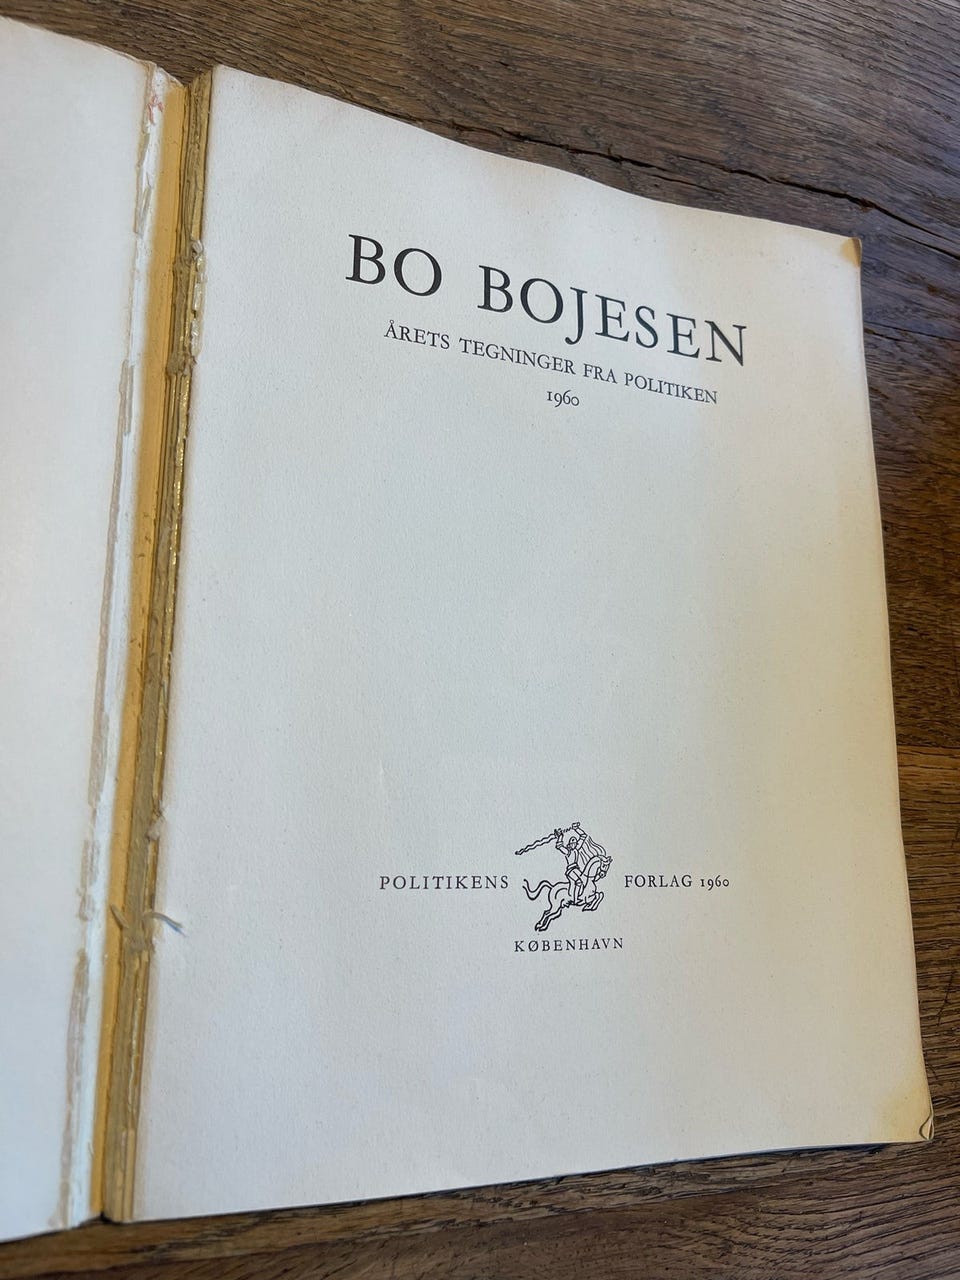 BO BOJESEN
ÅRETS TEGNINGER FRA POLITIKEN
1960
POLITIKENS FORLAG 1960
KØBENHAVN